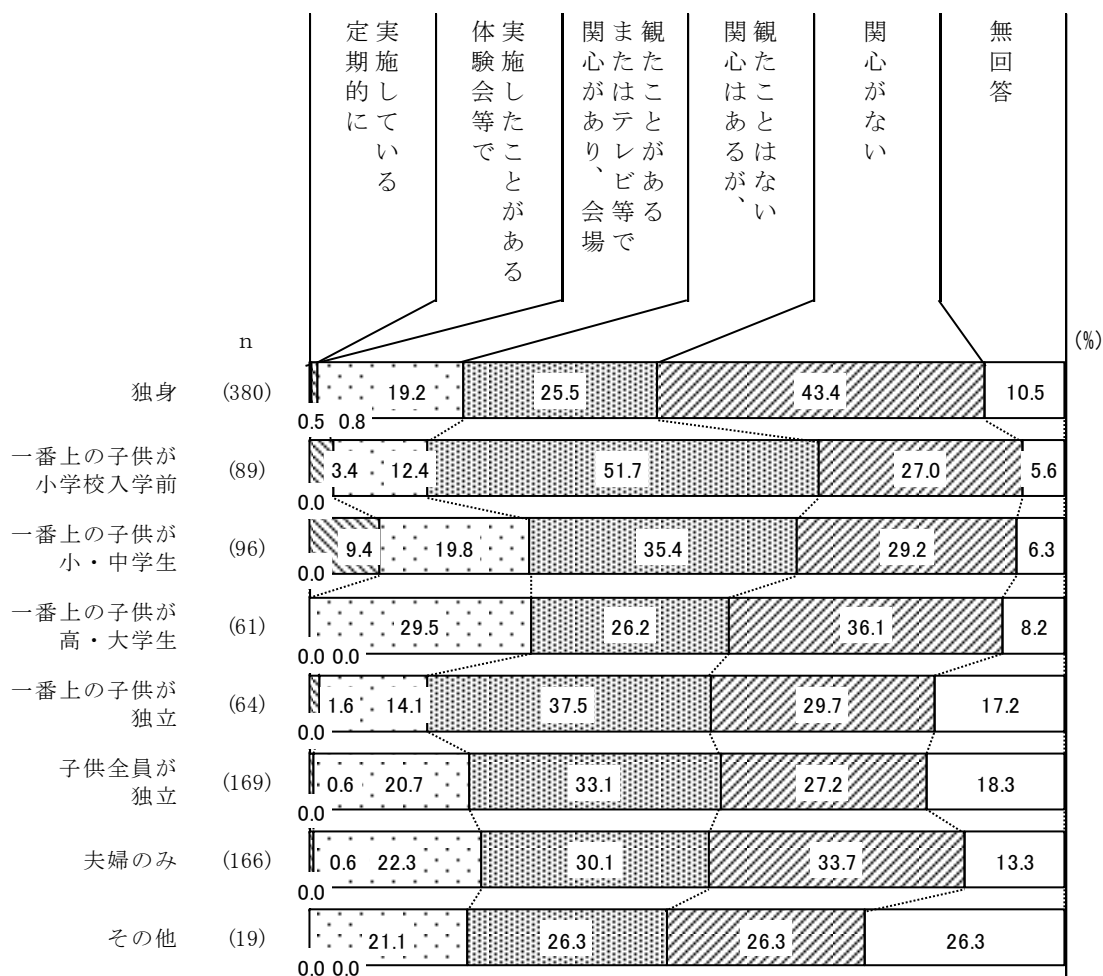 定期的に
実施している
体験会等で
実施したことがある
関心があり、会場
またはテレビ等で
観たことがある
関心はあるが、
観たことはない
関心がない
無回答
n
(%)
独身 (380) 19.2 25.5 43.4 10.5
0.5 0.8
一番上の子供が
小学校入学前 (89) 3.4 12.4 51.7 27.0 5.6
0.0
一番上の子供が
小・中学生 (96) 9.4 19.8 35.4 29.2 6.3
0.0
一番上の子供が
高・大学生 (61) 29.5 26.2 36.1 8.2
0.0 0.0
一番上の子供が
独立 (64) 1.6 14.1 37.5 29.7 17.2
0.0
子供全員が
独立 (169) 0.6 20.7 33.1 27.2 18.3
0.0
夫婦のみ (166) 0.6 22.3 30.1 33.7 13.3
0.0
その他 (19) 21.1 26.3 26.3 26.3
0.0 0.0